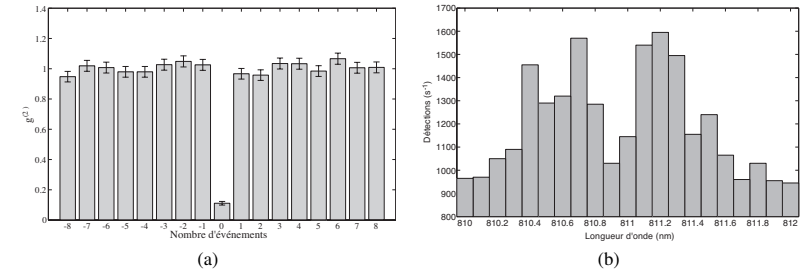 1.4
1.2
1
0.8
0.6
0.4
0.2
0
g(2)
-8 -7 -6 -5 -4 -3 -2 -1 0 1 2 3 4 5 6 7 8
Nombre d'événements
(a)
1700
1600
1500
1400
1300
1200
1100
1000
900
800
Détections (s-1)
810 810.2 810.4 810.6 810.8 811 811.2 811.4 811.6 811.8 812
Longueur d'onde (nm)
(b)